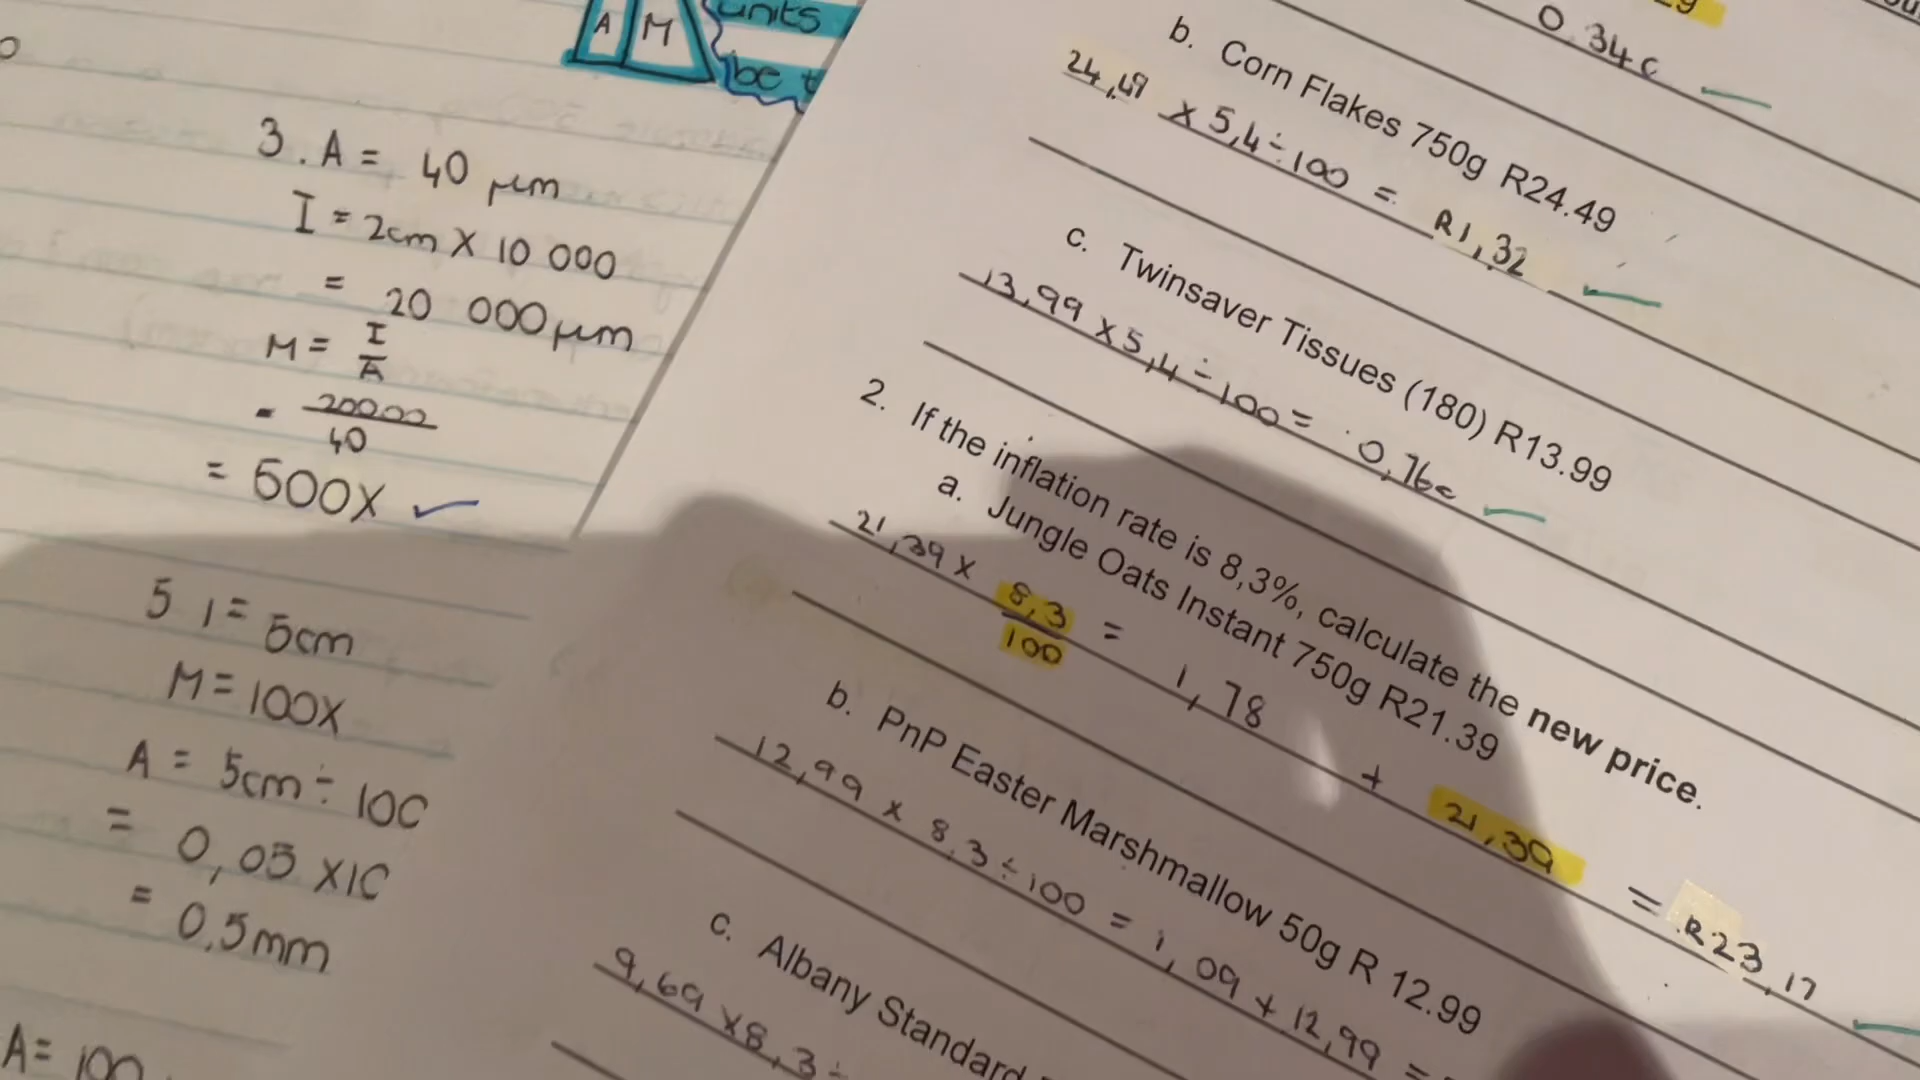 A M units
be t
3. A = 40 μm
I = 2cm X 10 000
= 20 000 μm
M = I
A
= 20000
40
= 500X ✓
5 I = 5cm
M = 100X
A = 5cm ÷ 10
= 0,05 X10
= 0,5mm
A = 100
0.34c
b. Corn Flakes 750g R24.49
24,49 x 5,4 ÷ 100 = R1,32
c. Twinsaver Tissues (180) R13.99
13,99 x 5,4 ÷ 100 = 0,76c
2. If the inflation rate is 8,3%, calculate the new price.
a. Jungle Oats Instant 750g R21.39
21,39 x 8,3
100 = 1,78 + 21,39 = R23,17
b. PnP Easter Marshmallow 50g R 12.99
12,99 x 8,3 ÷ 100 = 1,09 + 12,99 =
c. Albany Standard
9,69 x 8,3 ÷